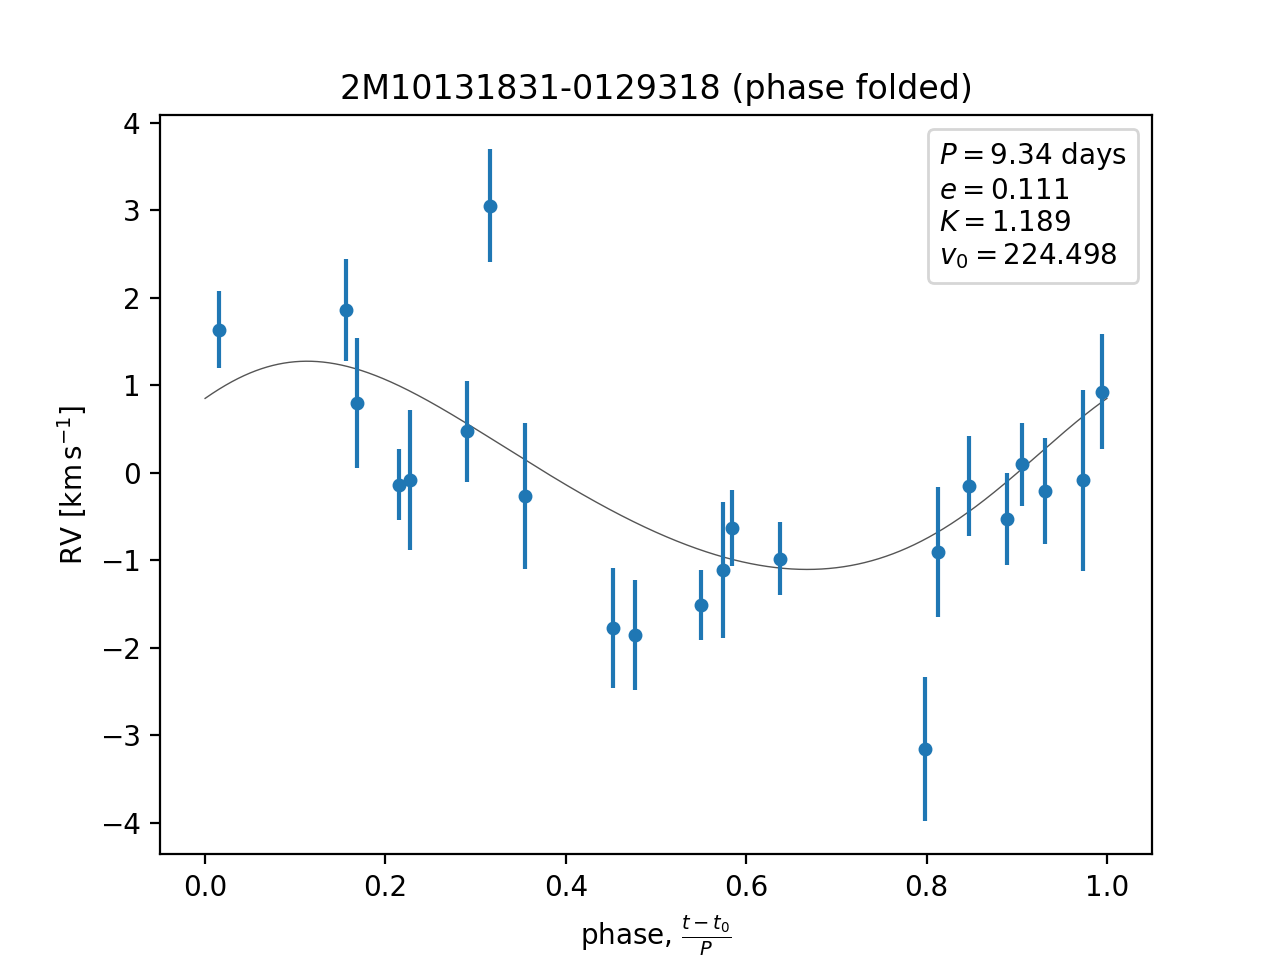 2M10131831-0129318 (phase folded)
P = 9.34 days
e = 0.111
K = 1.189
v₀ = 224.498
4
3
2
1
0
−1
−2
−3
−4
RV [km s⁻¹]
0.0 0.2 0.4 0.6 0.8 1.0
phase, (t − t₀)/P